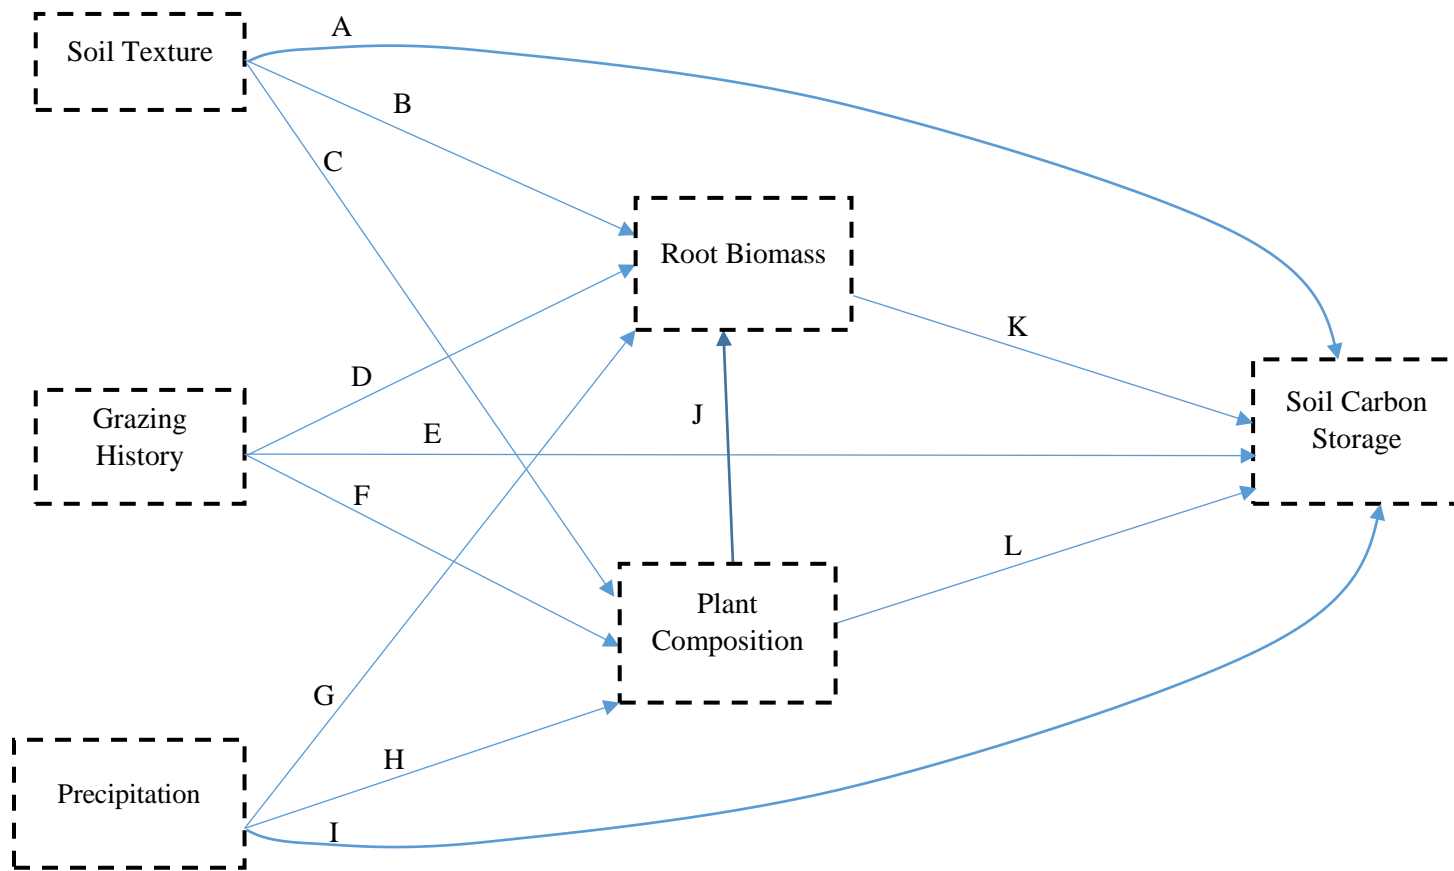 A
Soil Texture
B
C
Root Biomass
K
D
Grazing
History
E
J
Soil Carbon
Storage
F
L
Plant
Composition
G
H
Precipitation
I